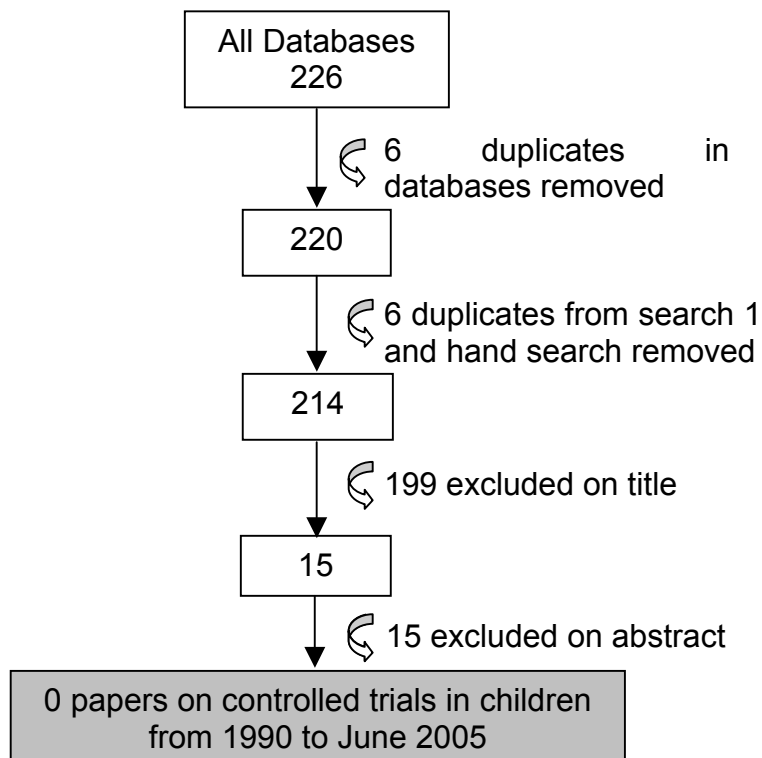 All Databases
226
6 duplicates in
databases removed
220
6 duplicates from search 1
and hand search removed
214
199 excluded on title
15
15 excluded on abstract
0 papers on controlled trials in children
from 1990 to June 2005